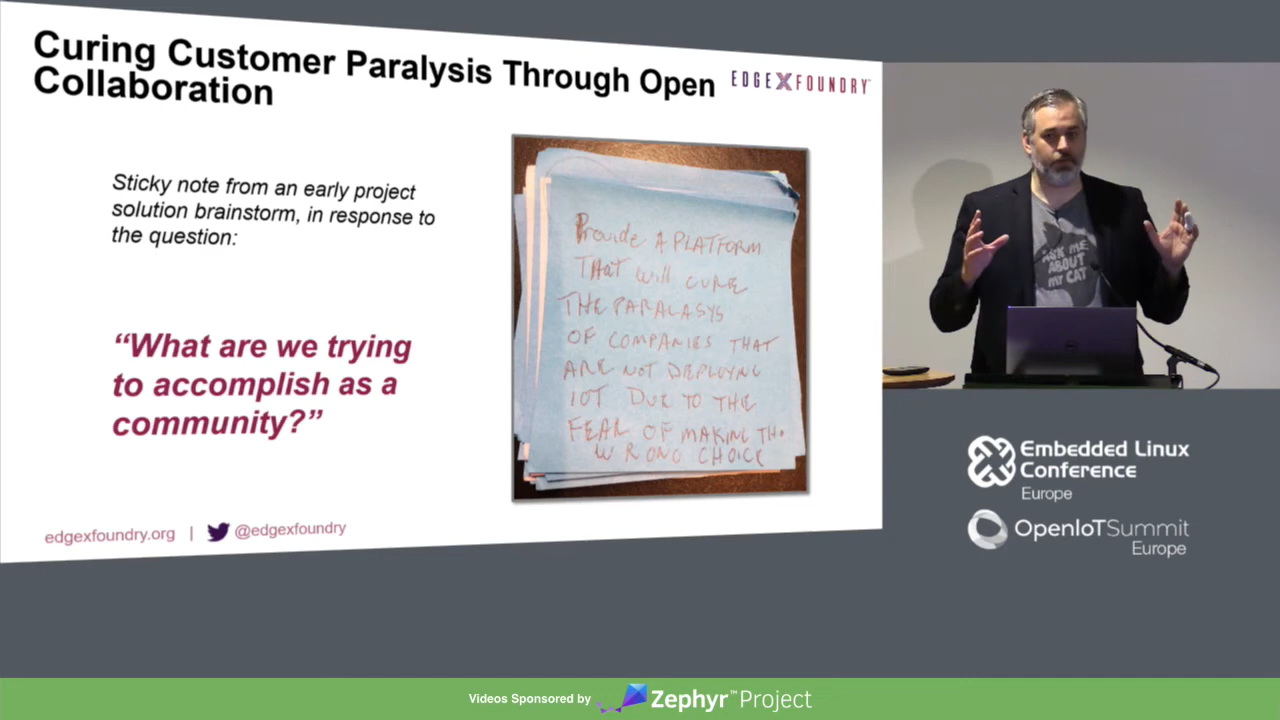 Curing Customer Paralysis Through Open
Collaboration
EDGEXFOUNDRY
Sticky note from an early project
solution brainstorm, in response to
the question:
“What are we trying
to accomplish as a
community?”
Provide A PLATFORM
THAT will CURE
THE PARALASYS
OF COMPANIES THAT
ARE NOT DEPLOYING
IOT DUE TO THE
FEAR OF MAKING THE
WRONG CHOICE
edgexfoundry.org | @edgexfoundry
ASK ME
ABOUT
MY CAT
Embedded Linux
Conference
Europe
OpenIoTSummit
Europe
Videos Sponsored by Zephyr™Project